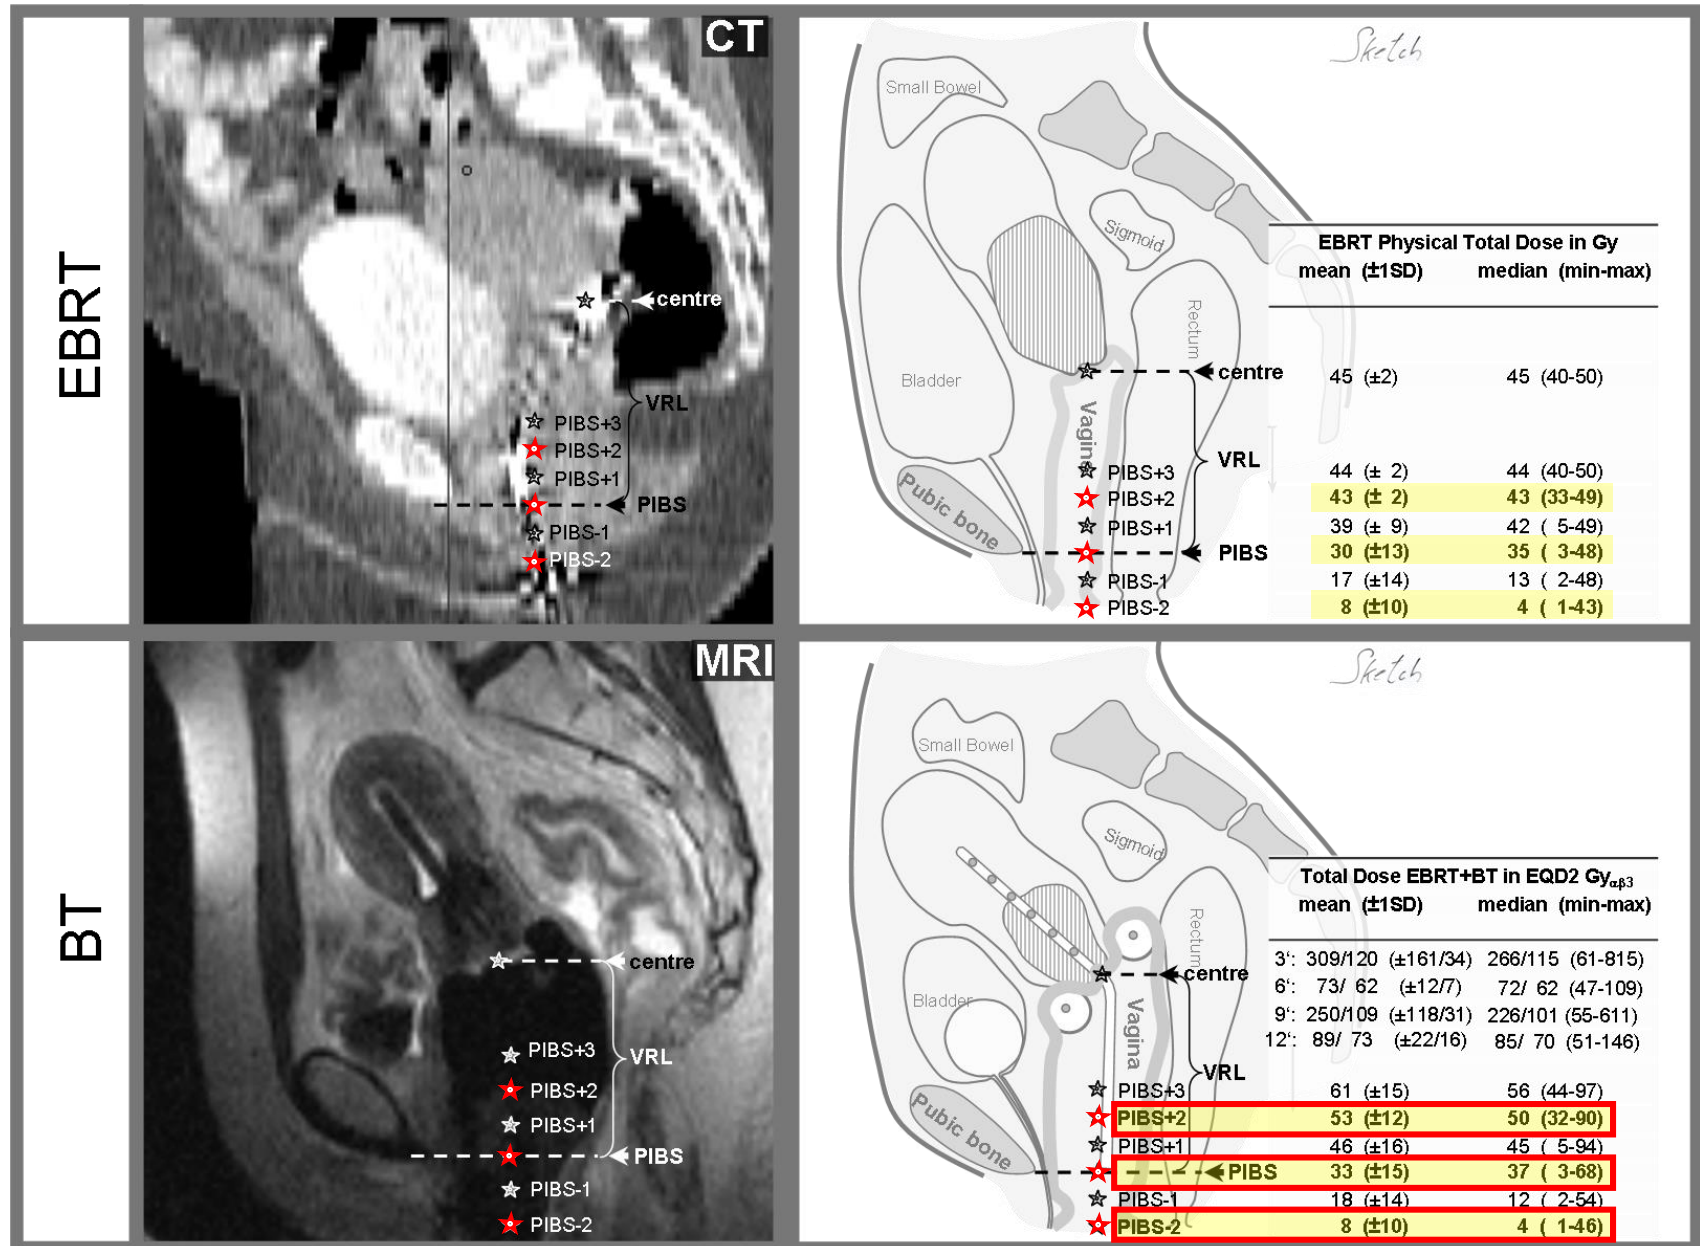 EBRT
CT
centre
VRL
PIBS+3
PIBS+2
PIBS+1
PIBS
PIBS-1
PIBS-2
Sketch
Small Bowel
Sigmoid
Rectum
Bladder
Vagina
Pubic bone
centre
VRL
PIBS+3
PIBS+2
PIBS+1
PIBS
PIBS-1
PIBS-2
EBRT Physical Total Dose in Gy
mean (±1SD) median (min-max)
45 (±2) 45 (40-50)
44 (± 2) 44 (40-50)
43 (± 2) 43 (33-49)
39 (± 9) 42 ( 5-49)
30 (±13) 35 ( 3-48)
17 (±14) 13 ( 2-48)
8 (±10) 4 ( 1-43)
BT
MRI
centre
PIBS+3
VRL
PIBS+2
PIBS+1
PIBS
PIBS-1
PIBS-2
Sketch
Small Bowel
Sigmoid
Rectum
Bladder
Vagina
Pubic bone
centre
VRL
Total Dose EBRT+BT in EQD2 Gyαβ3
mean (±1SD) median (min-max)
3': 309/120 (±161/34) 266/115 (61-815)
6': 73/ 62 (±12/7) 72/ 62 (47-109)
9': 250/109 (±118/31) 226/101 (55-611)
12': 89/ 73 (±22/16) 85/ 70 (51-146)
PIBS+3 61 (±15) 56 (44-97)
PIBS+2 53 (±12) 50 (32-90)
PIBS+1 46 (±16) 45 ( 5-94)
PIBS 33 (±15) 37 ( 3-68)
PIBS-1 18 (±14) 12 ( 2-54)
PIBS-2 8 (±10) 4 ( 1-46)